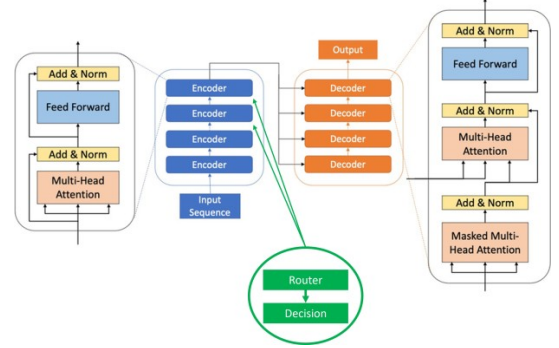 Add & Norm
Feed Forward
Add & Norm
Multi-Head
Attention
Encoder
Encoder
Encoder
Encoder
Input
Sequence
Output
Decoder
Decoder
Decoder
Decoder
Add & Norm
Feed Forward
Add & Norm
Multi-Head
Attention
Add & Norm
Masked Multi-
Head Attention
Router
Decision